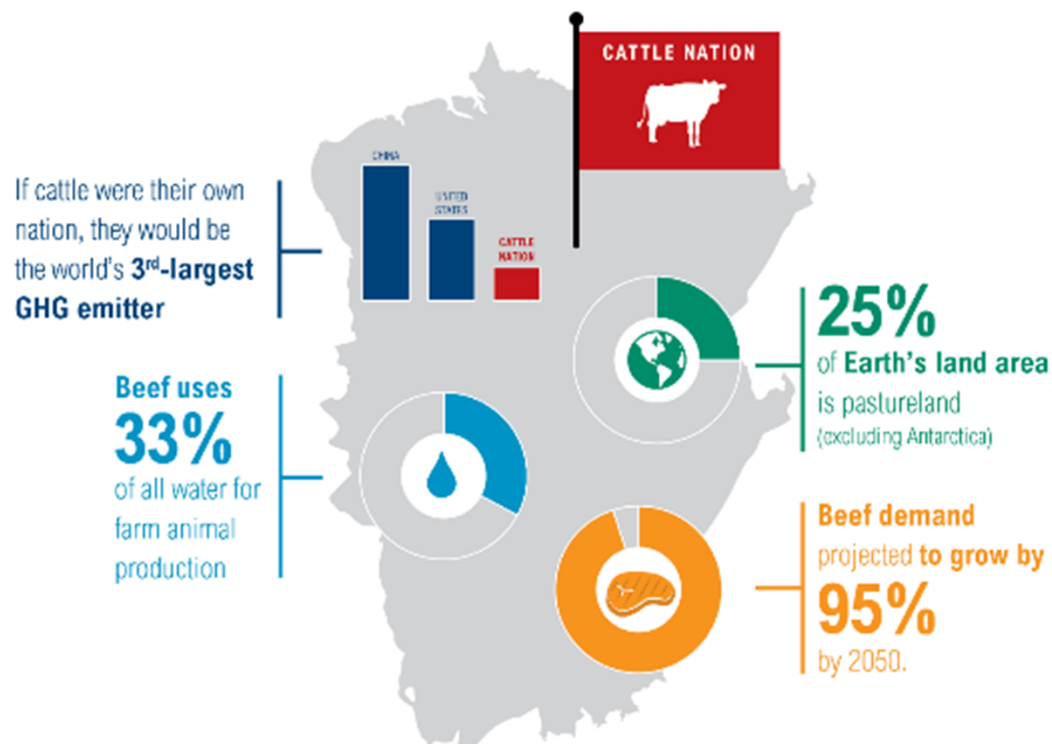 CATTLE NATION
If cattle were their own
nation, they would be
the world's 3rd-largest
GHG emitter
CHINA
UNITED
STATES
CATTLE
NATION
25%
of Earth's land area
is pastureland
(excluding Antarctica)
Beef uses
33%
of all water for
farm animal
production
Beef demand
projected to grow by
95%
by 2050.